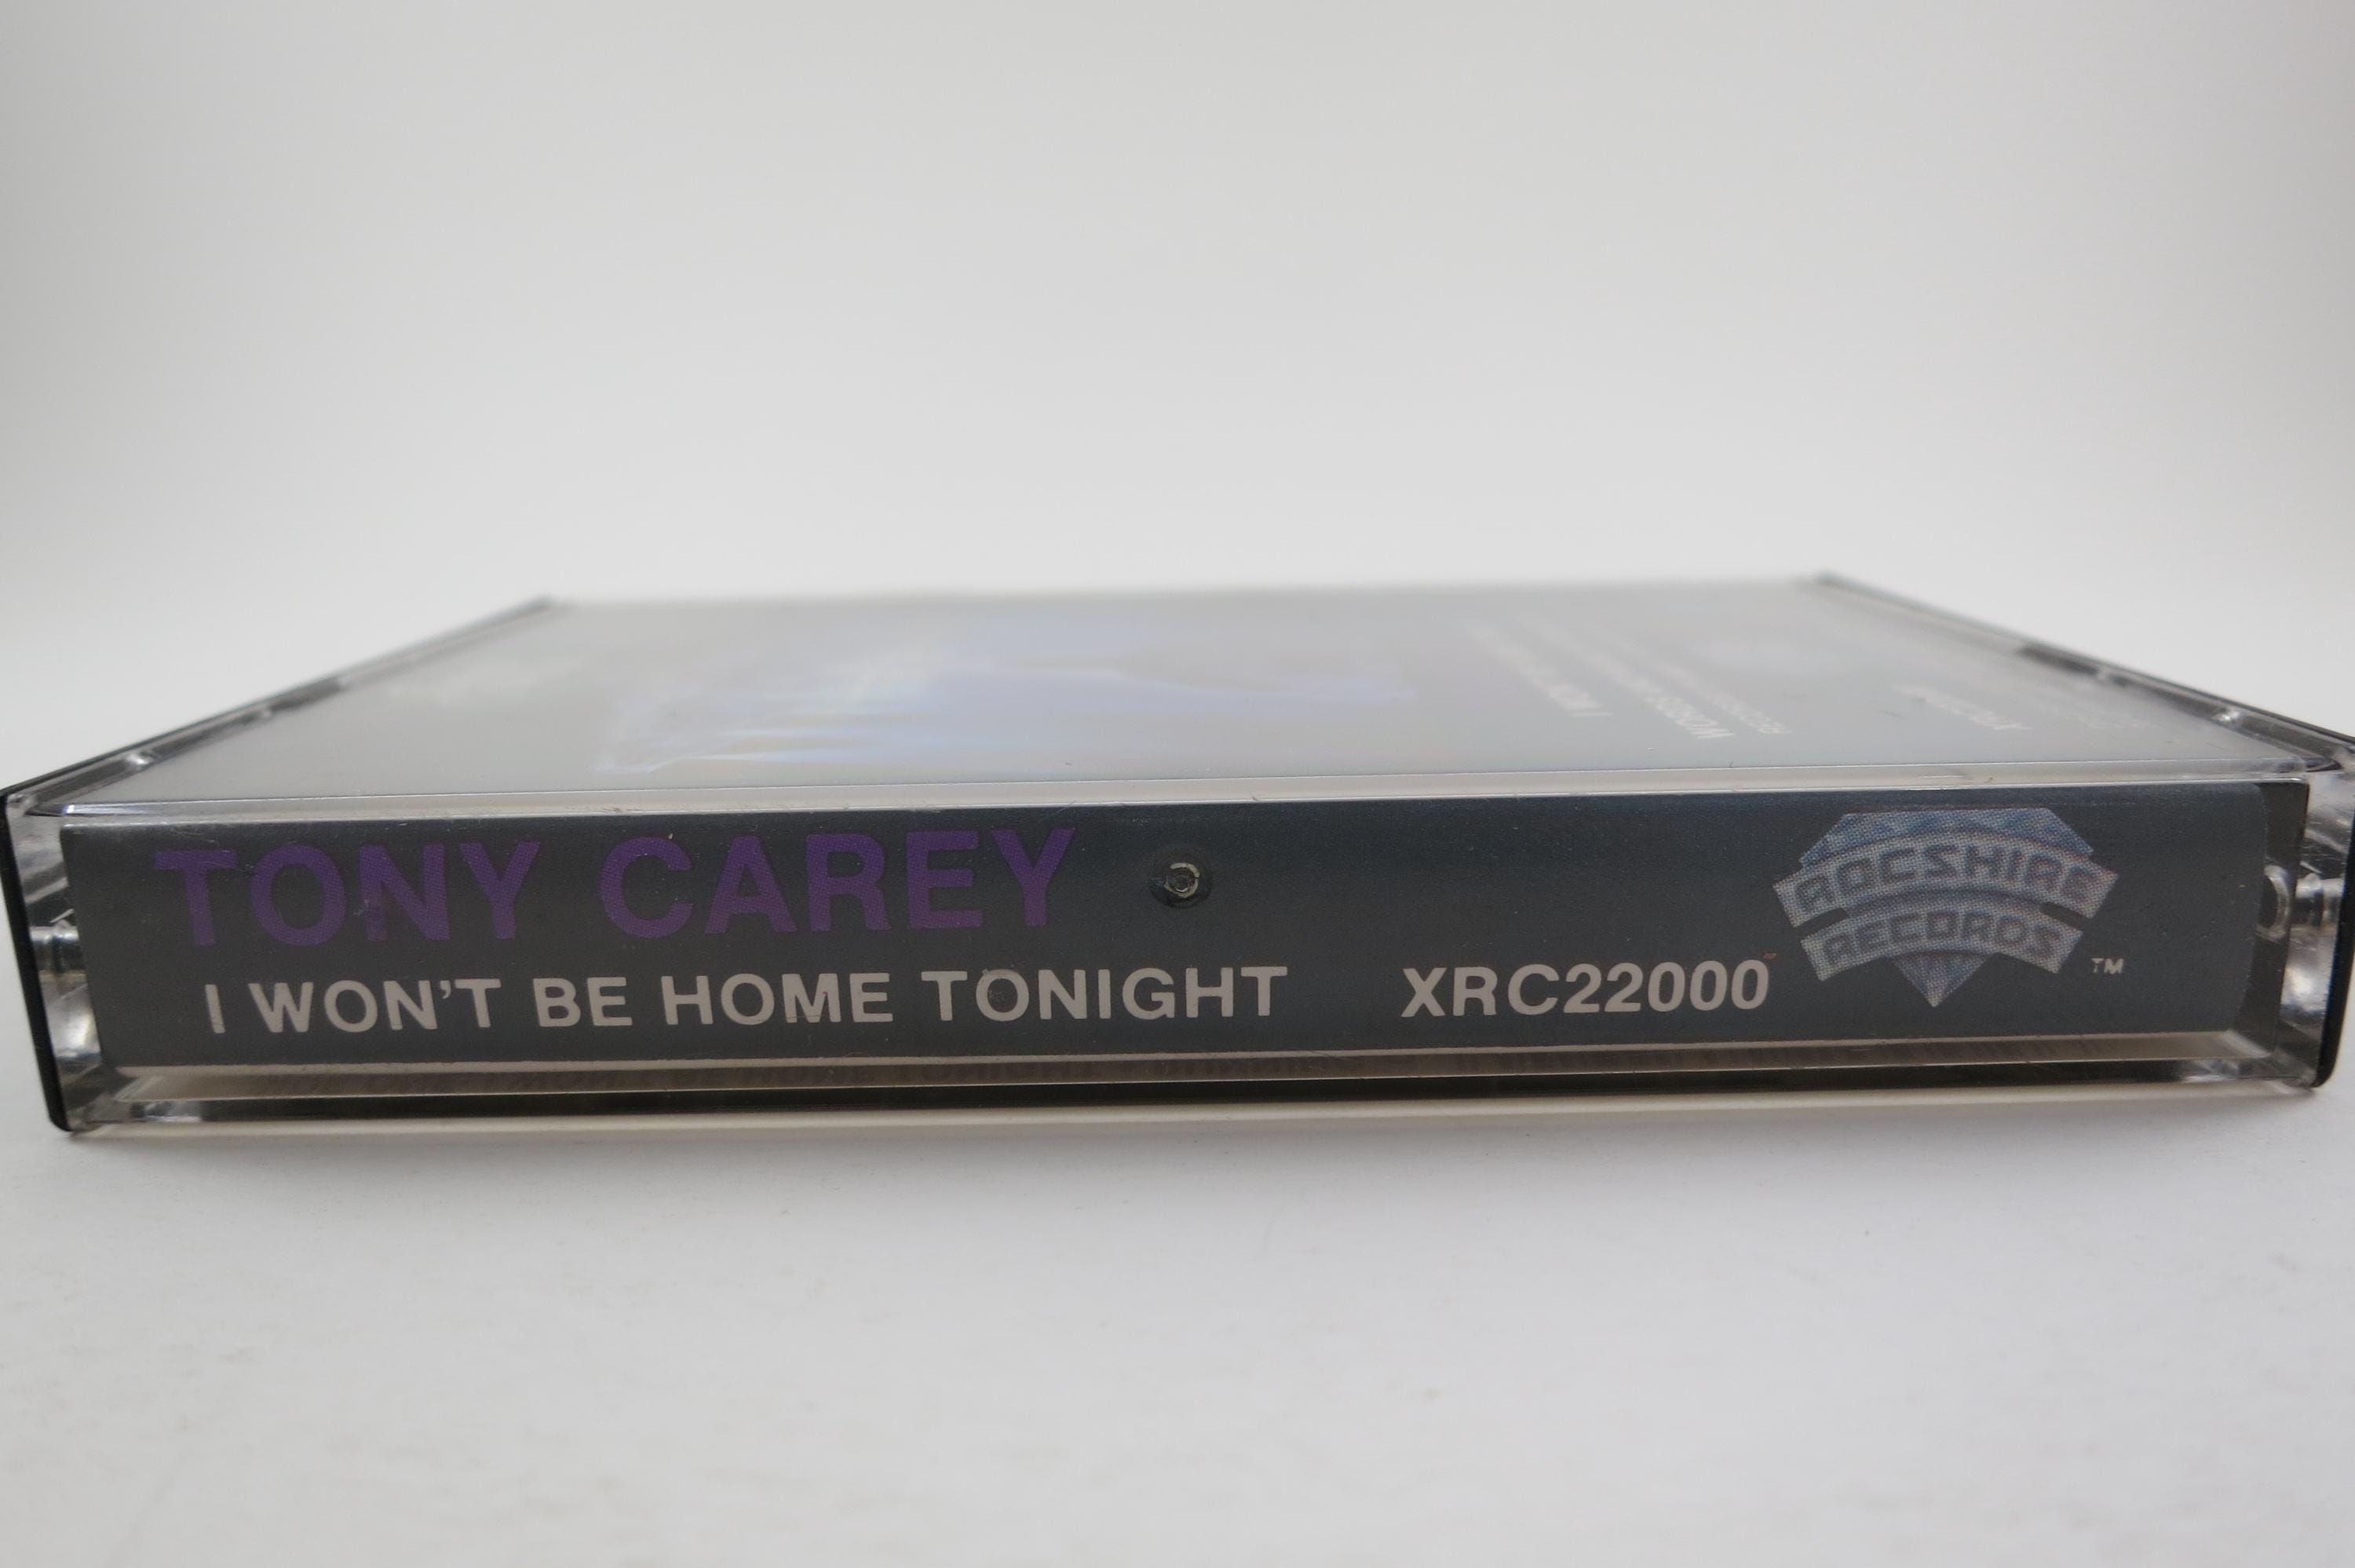 TONY CAREY
I WON'T BE HOME TONIGHT XRC22000
ROCSHIRE
RECORDS
TM